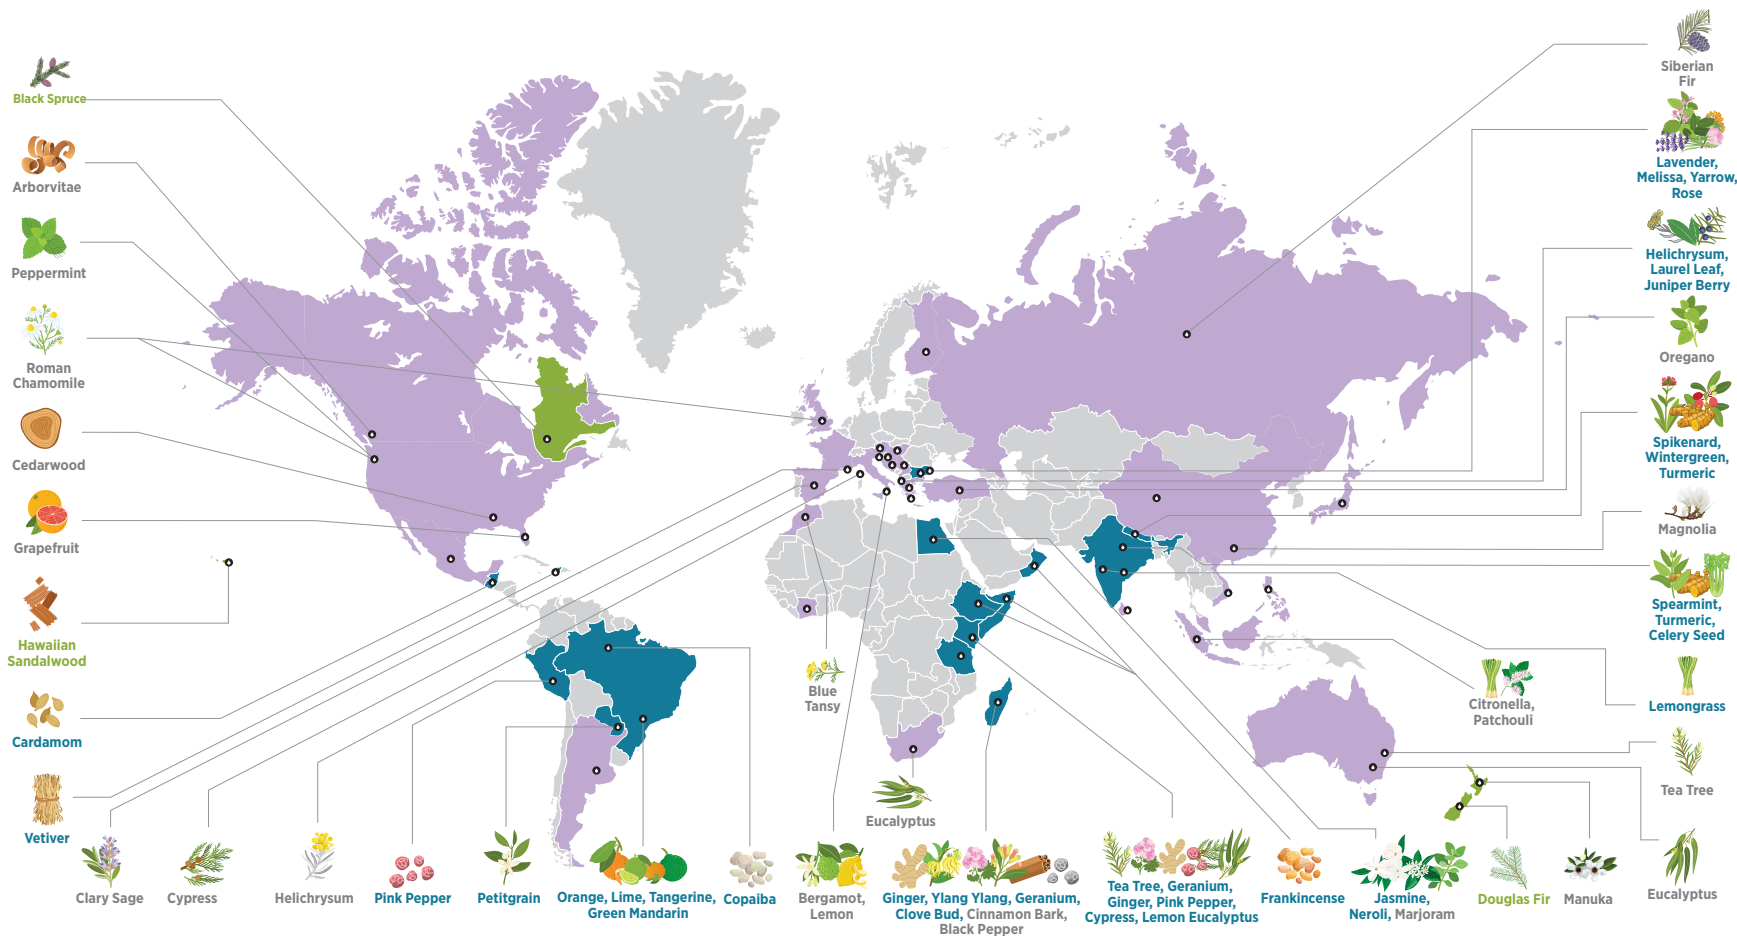 Black Spruce
Arborvitae
Peppermint
Roman
Chamomile
Cedarwood
Grapefruit
Hawaiian
Sandalwood
Cardamom
Vetiver
Clary Sage
Cypress
Helichrysum
Pink Pepper
Petitgrain
Orange, Lime, Tangerine,
Green Mandarin
Copaiba
Blue
Tansy
Bergamot,
Lemon
Eucalyptus
Ginger, Ylang Ylang, Geranium,
Clove Bud, Cinnamon Bark,
Black Pepper
Tea Tree, Geranium,
Ginger, Pink Pepper,
Cypress, Lemon Eucalyptus
Frankincense
Jasmine,
Neroli, Marjoram
Douglas Fir
Manuka
Eucalyptus
Siberian
Fir
Lavender,
Melissa, Yarrow,
Rose
Helichrysum,
Laurel Leaf,
Juniper Berry
Oregano
Spikenard,
Wintergreen,
Turmeric
Magnolia
Spearmint,
Turmeric,
Celery Seed
Citronella,
Patchouli
Lemongrass
Tea Tree